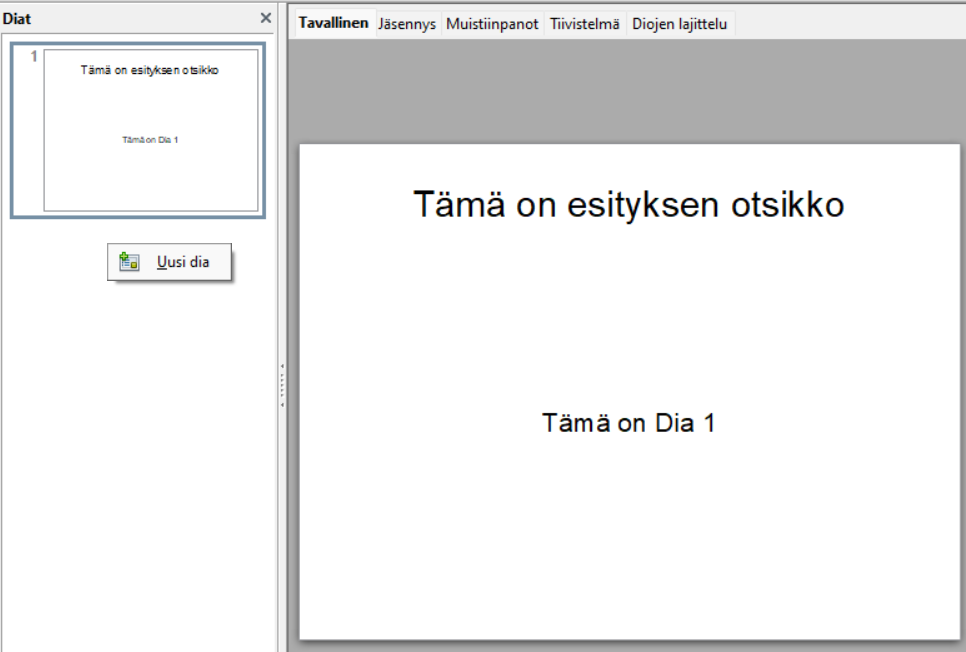 Diat
1
Tämä on esityksen otsikko
Tämä on Dia 1
Uusi dia
Tavallinen Jäsennys Muistiinpanot Tiivistelmä Diojen lajittelu
Tämä on esityksen otsikko
Tämä on Dia 1